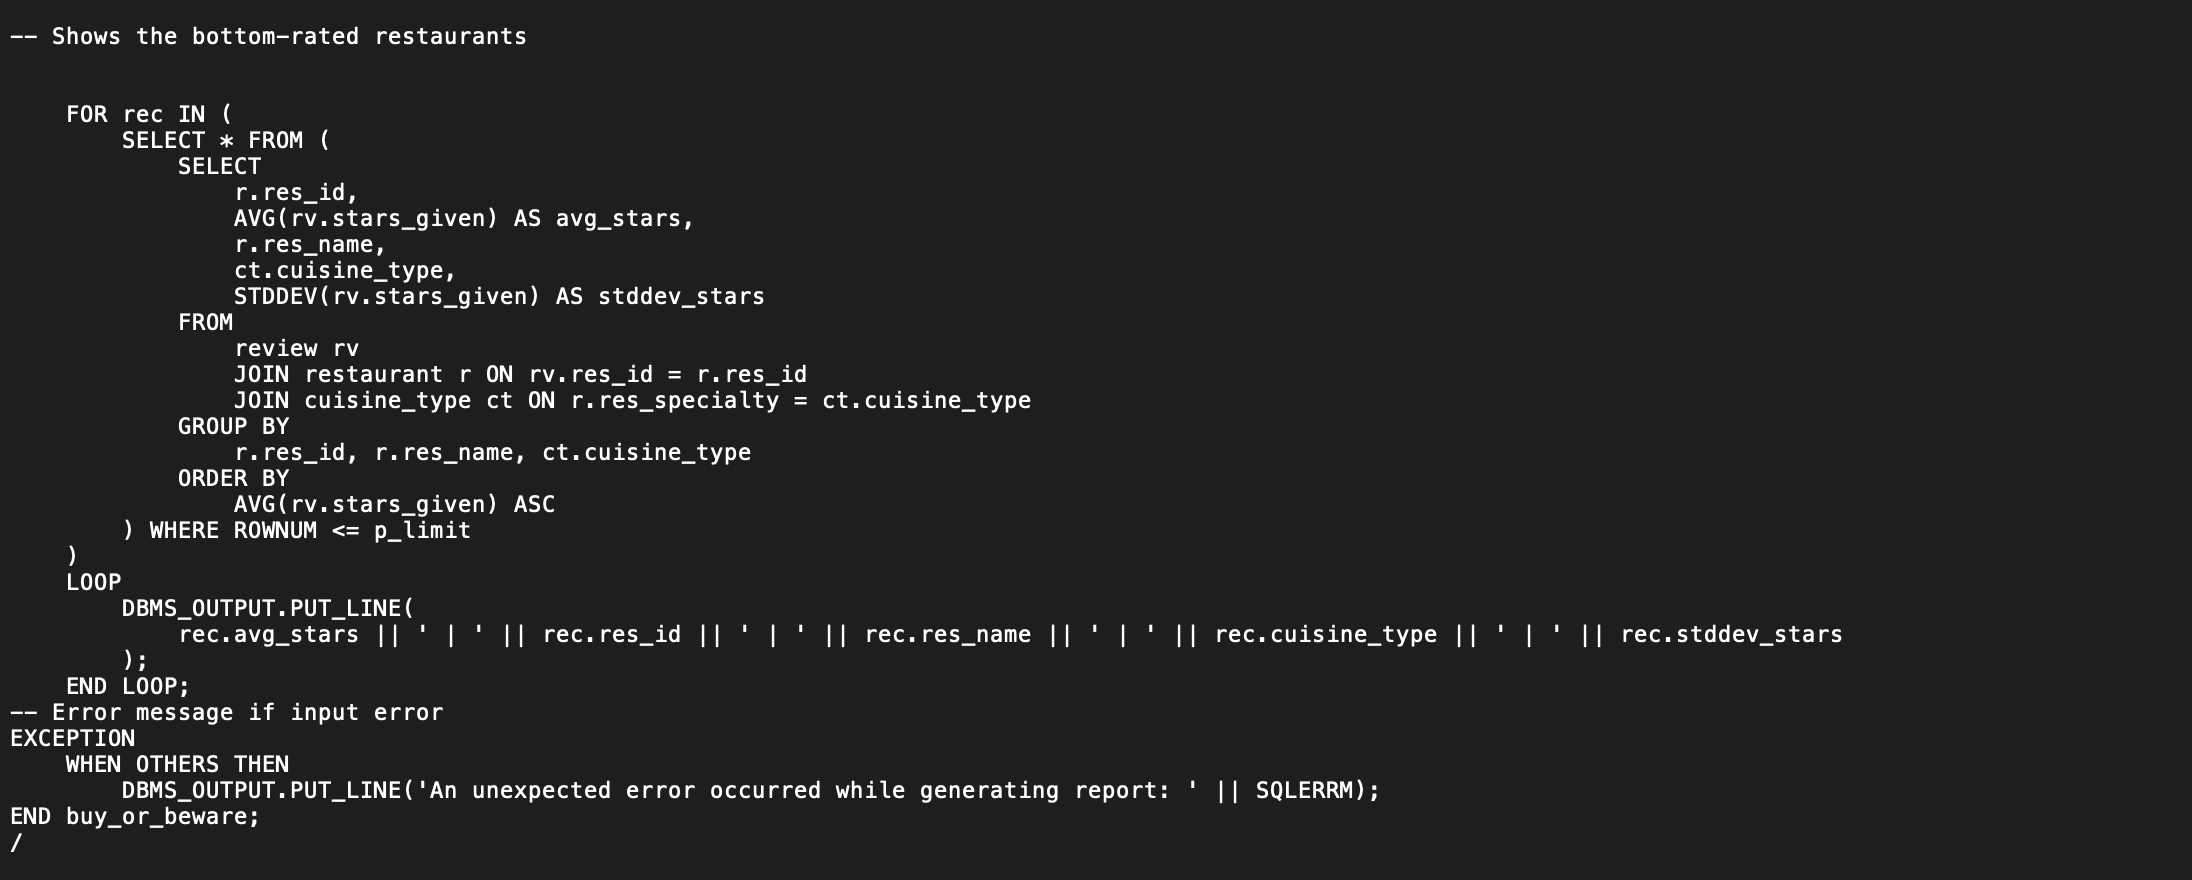 -- Shows the bottom-rated restaurants
    FOR rec IN (
        SELECT * FROM (
            SELECT
                r.res_id,
                AVG(rv.stars_given) AS avg_stars,
                r.res_name,
                ct.cuisine_type,
                STDDEV(rv.stars_given) AS stddev_stars
            FROM
                review rv
                JOIN restaurant r ON rv.res_id = r.res_id
                JOIN cuisine_type ct ON r.res_specialty = ct.cuisine_type
            GROUP BY
                r.res_id, r.res_name, ct.cuisine_type
            ORDER BY
                AVG(rv.stars_given) ASC
        ) WHERE ROWNUM <= p_limit
    )
    LOOP
        DBMS_OUTPUT.PUT_LINE(
            rec.avg_stars || ' | ' || rec.res_id || ' | ' || rec.res_name || ' | ' || rec.cuisine_type || ' | ' || rec.stddev_stars
        );
    END LOOP;
-- Error message if input error
EXCEPTION
    WHEN OTHERS THEN
        DBMS_OUTPUT.PUT_LINE('An unexpected error occurred while generating report: ' || SQLERRM);
END buy_or_beware;
/